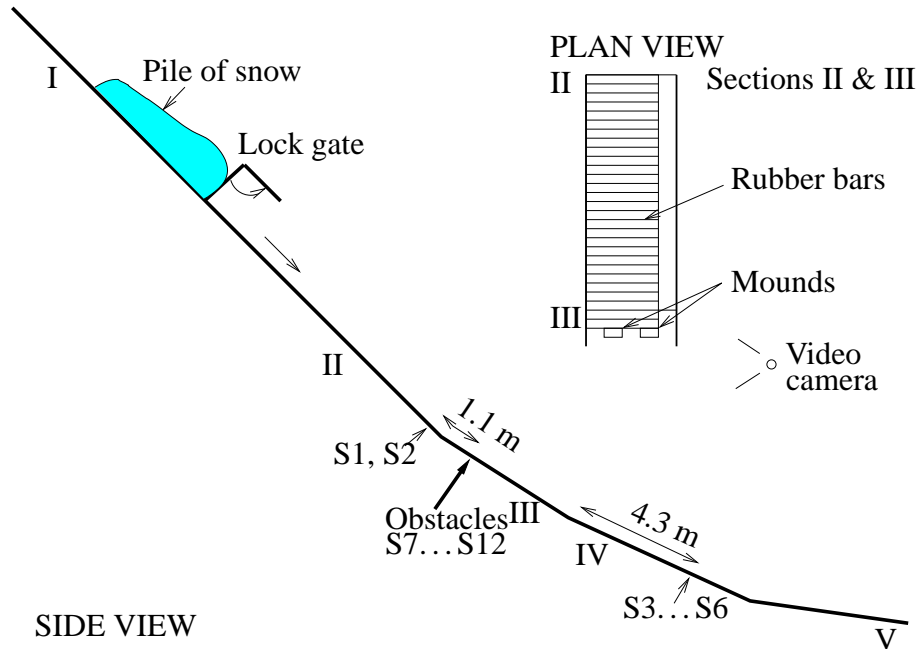 PLAN VIEW
I
Pile of snow
II
Sections II & III
Lock gate
Rubber bars
Mounds
III
Video
camera
II
1.1 m
S1, S2
Obstacles
III
S7. . . S12
4.3 m
IV
S3. . . S6
SIDE VIEW
V